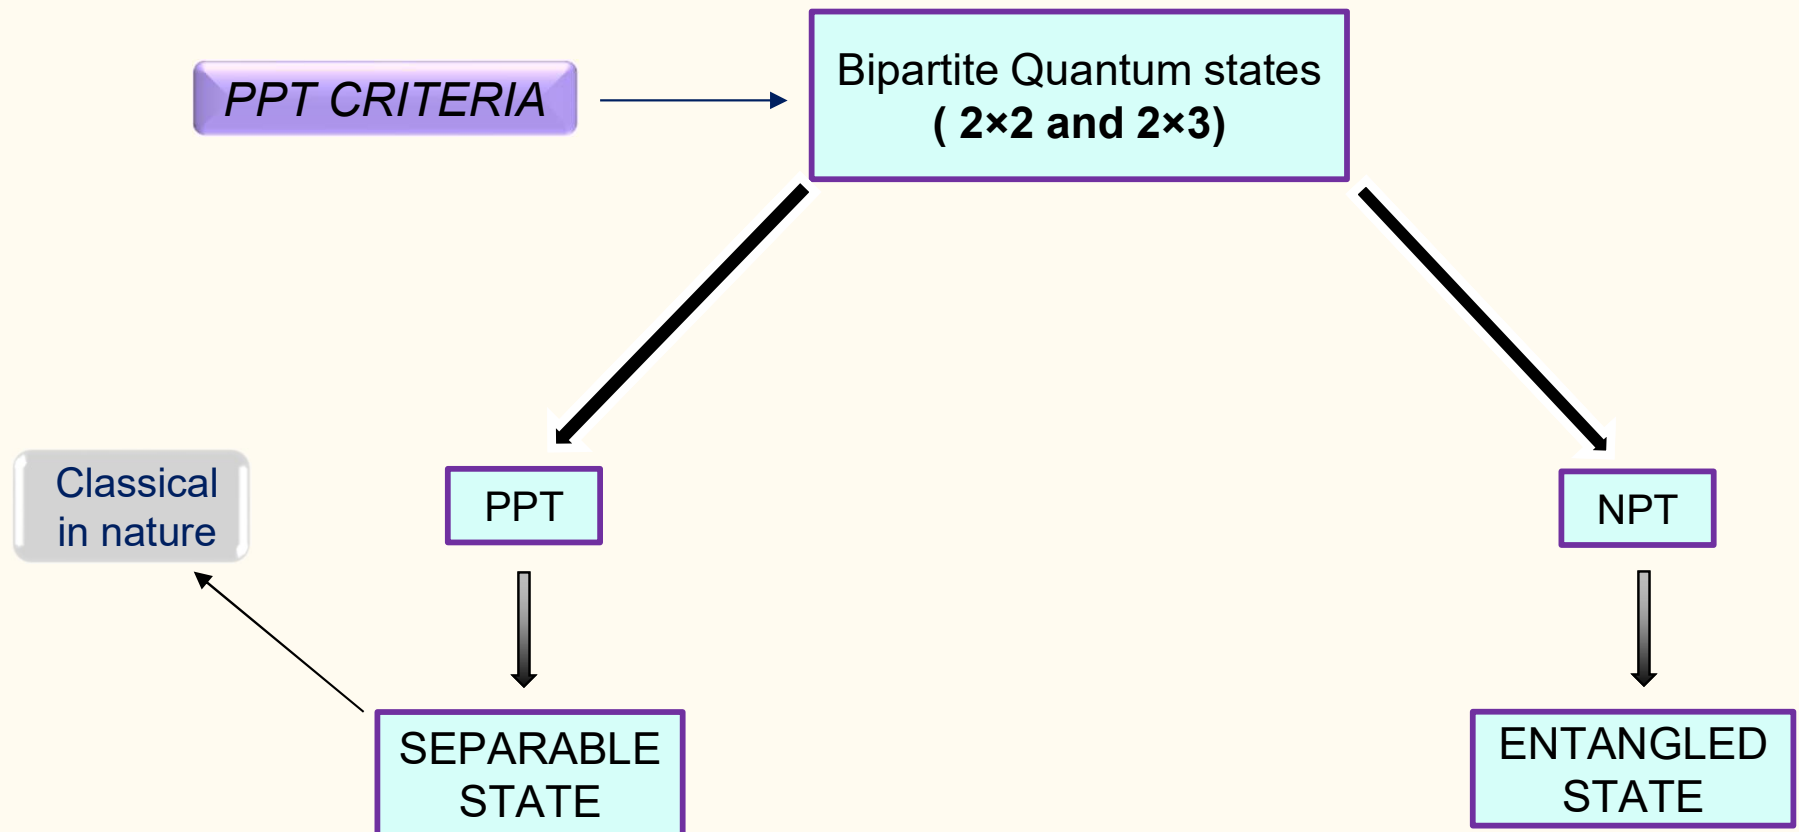 PPT CRITERIA
Bipartite Quantum states
( 2×2 and 2×3)
Classical
in nature
PPT
NPT
SEPARABLE
STATE
ENTANGLED
STATE